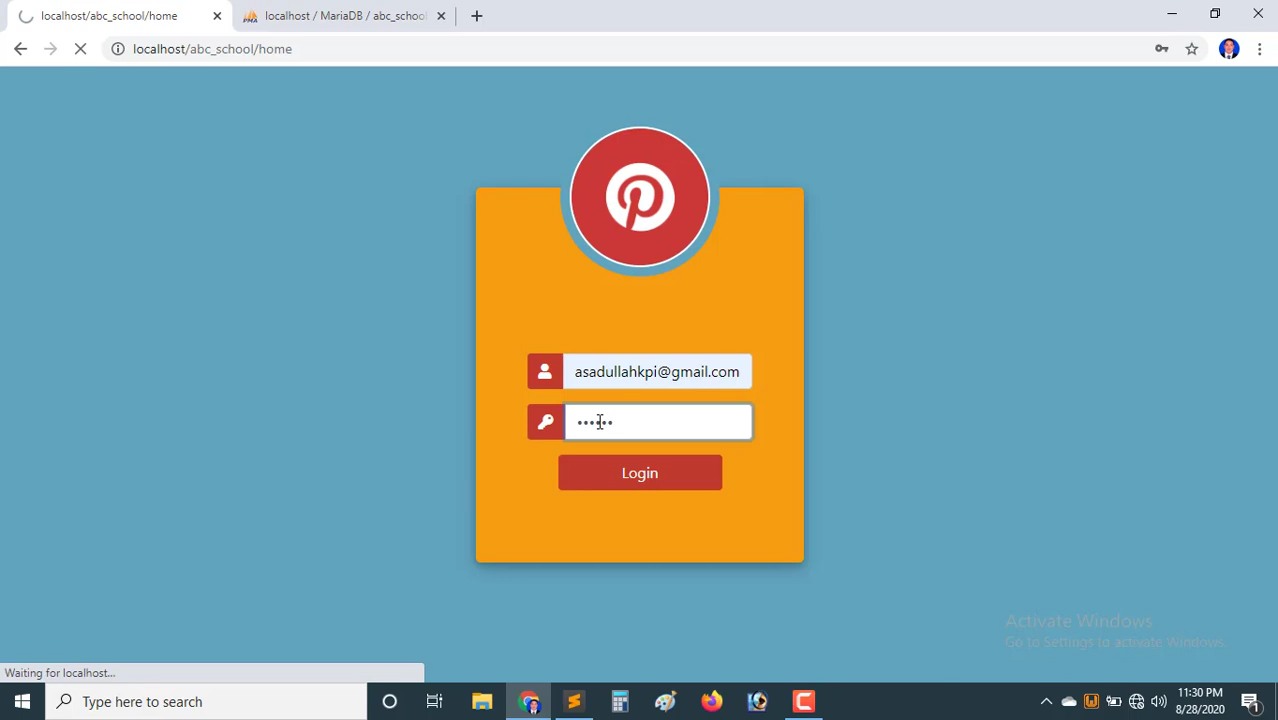 localhost/abc_school/home
localhost / MariaDB / abc_schoo
localhost/abc_school/home
asadullahkpi@gmail.com
Login
Activate Windows
Go to Settings to activate Windows.
Waiting for localhost...
Type here to search
11:30 PM
8/28/2020